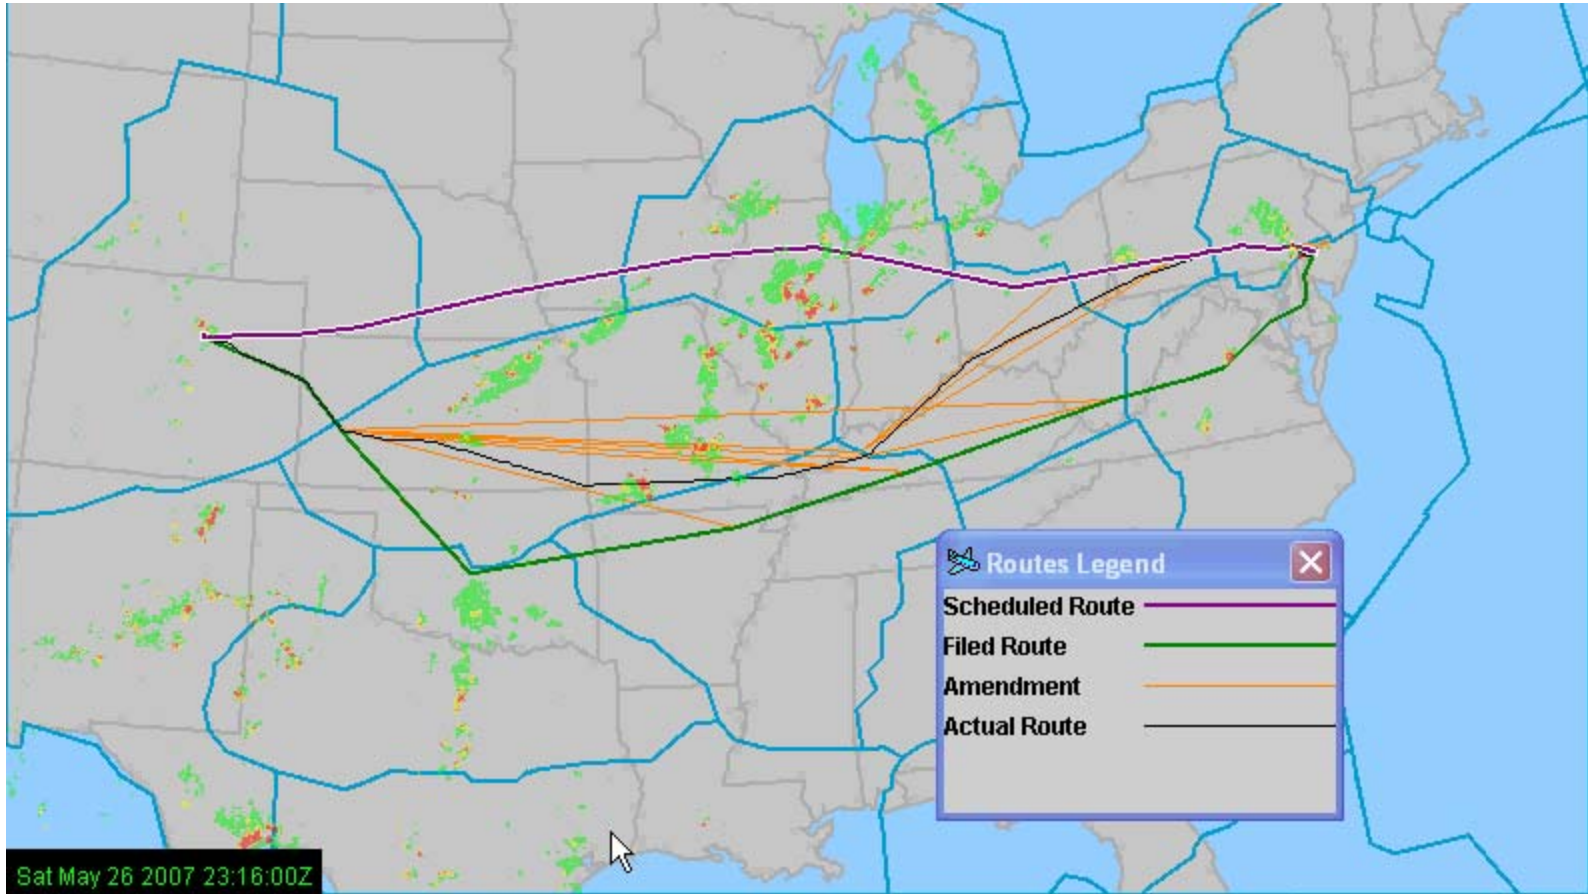 Routes Legend
Scheduled Route
Filed Route
Amendment
Actual Route
Sat May 26 2007 23:16:00Z